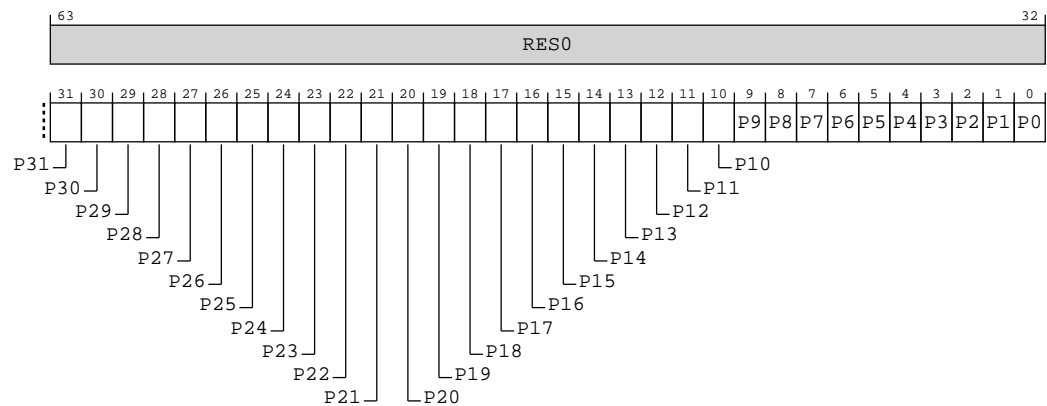 63 32
RES0
31 30 29 28 27 26 25 24 23 22 21 20 19 18 17 16 15 14 13 12 11 10 9 8 7 6 5 4 3 2 1 0
P9 P8 P7 P6 P5 P4 P3 P2 P1 P0
P31 P10
P30 P11
P29 P12
P28 P13
P27 P14
P26 P15
P25 P16
P24 P17
P23 P18
P22 P19
P21 P20